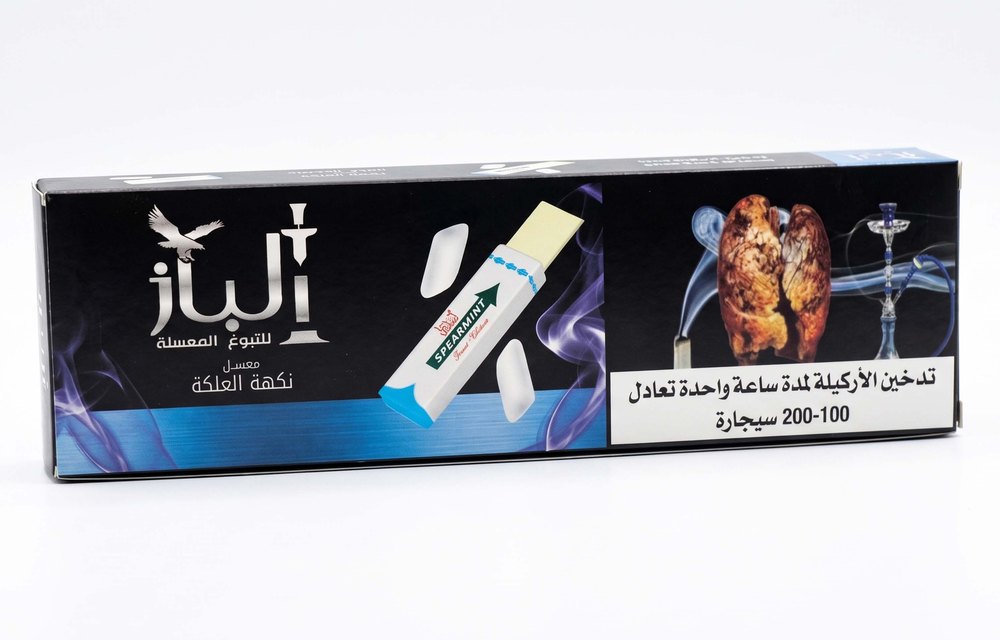 الباز
للتبوغ المعسلة
معسل
نكهة العلكة
SPEARMINT
تدخين الأركيلة لمدة ساعة واحدة تعادل
100-200 سيجارة